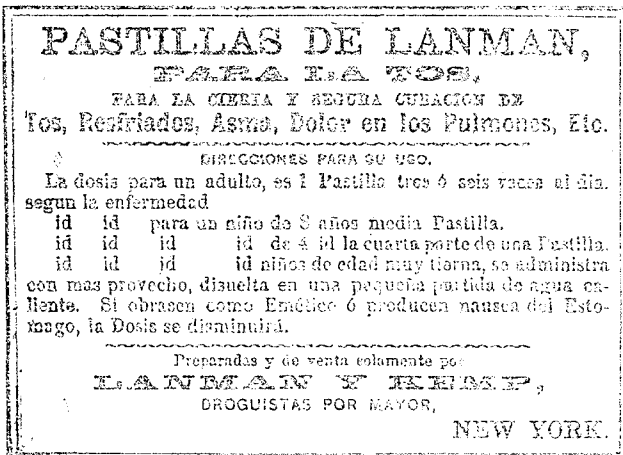 PASTILLAS DE LANMAN,
PARA LA TOS,
PARA LA CIERTA Y SEGURA CURACION DE
Tos, Resfriados, Asma, Dolor en los Pulmones, Etc.
DIRECCIONES PARA SU USO.
La dosis para un adulto, es 1 Pastilla tres ó seis veces al dia.
segun la enfermedad
id id para un niño de 8 años media Pastilla.
id id id id de 4 id la cuarta parte de una Pastilla.
id id id id niños de edad muy tierna, se administra
con mas provecho, disuelta en una pequeña partida de agua ca-
liente. Si obrasen como Emético ó producen nausea del Esto-
mago, la Dosis se disminuirá.
Preparadas y de venta solamente por
LANMAN Y KEMP,
DROGUISTAS POR MAYOR,
NEW YORK.